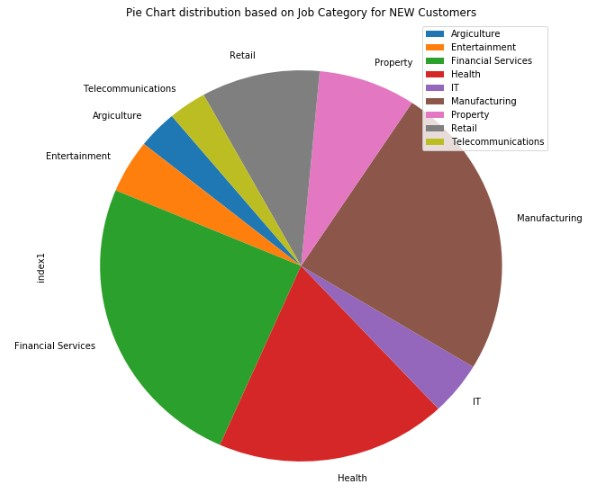 Pie Chart distribution based on Job Category for NEW Customers
Argiculture
Entertainment
Financial Services
Health
IT
Manufacturing
Property
Retail
Telecommunications
Retail
Property
Telecommunications
Argiculture
Entertainment
Manufacturing
index1
Financial Services
IT
Health